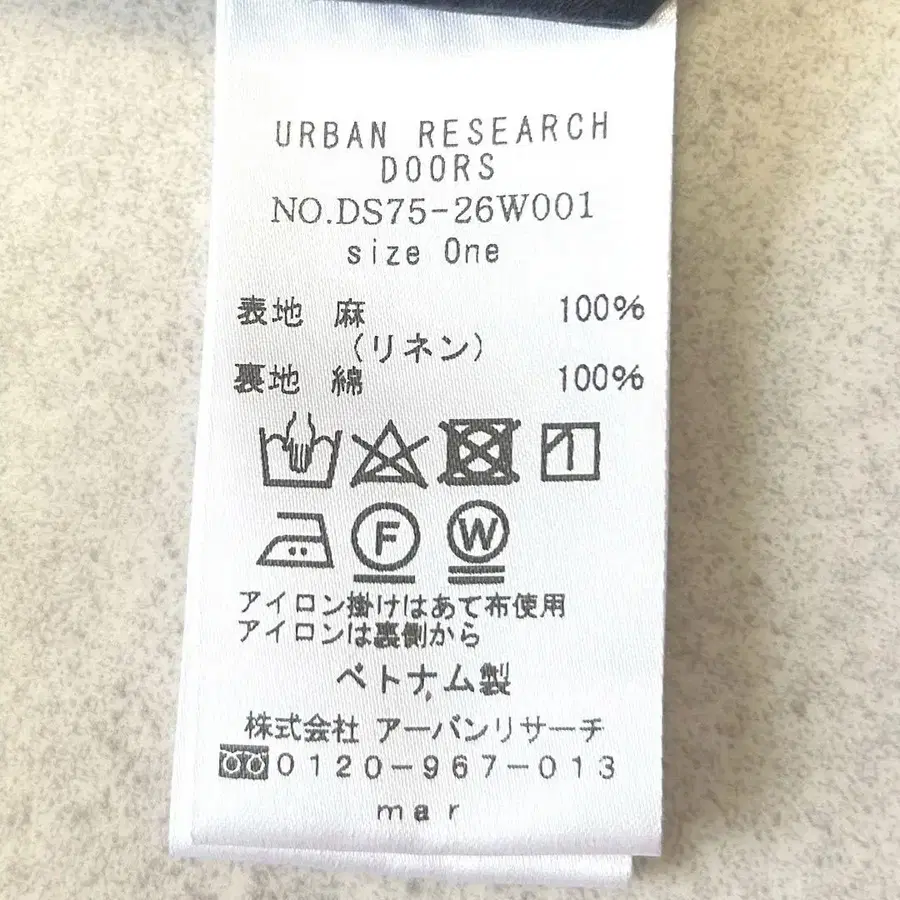 URBAN RESEARCH
DOORS
NO.DS75-26W001
size One
表地 麻 100%
(リネン)
裏地 綿 100%
F W
アイロン掛けはあて布使用
アイロンは裏側から
ベトナム製
株式会社 アーバンリサーチ
0120-967-013
mar